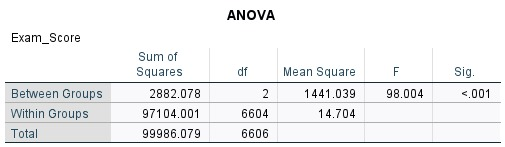 ANOVA
Exam_Score
Sum of Squares df Mean Square F Sig.
Between Groups 2882.078 2 1441.039 98.004 <.001
Within Groups 97104.001 6604 14.704
Total 99986.079 6606